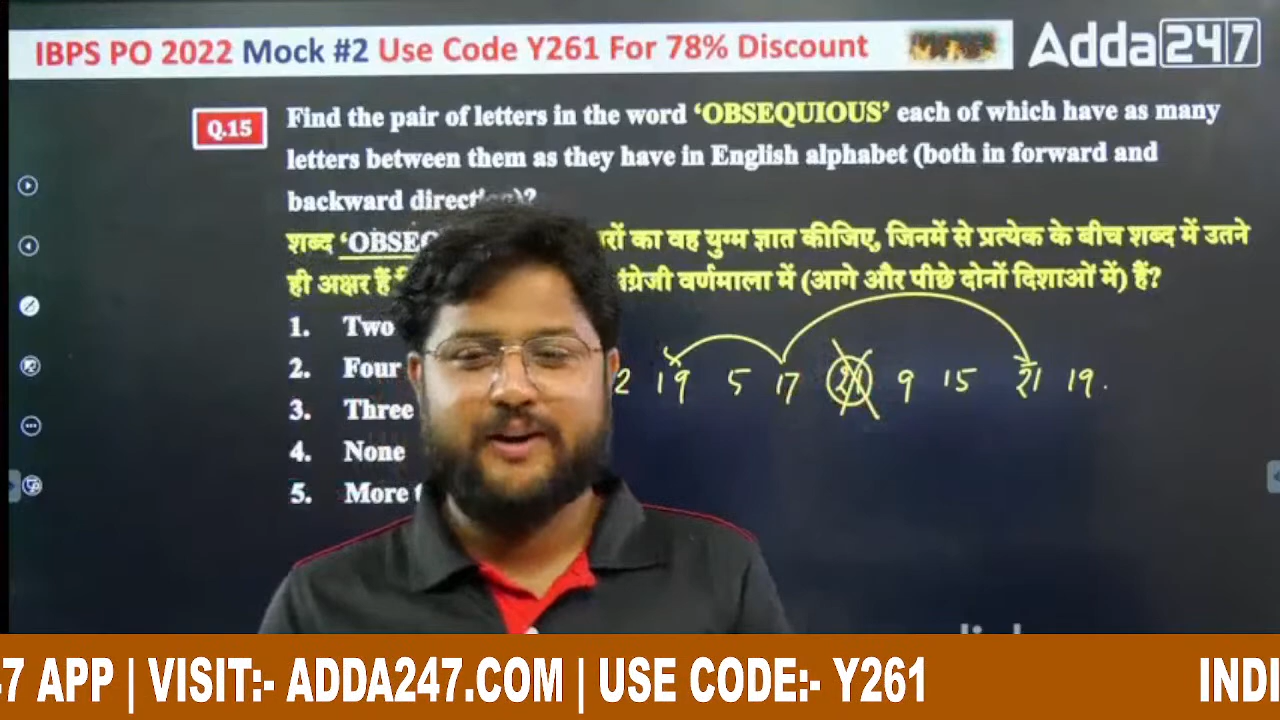 IBPS PO 2022 Mock #2 Use Code Y261 For 78% Discount
Adda247
Q.15
Find the pair of letters in the word ‘OBSEQUIOUS’ each of which have as many
letters between them as they have in English alphabet (both in forward and
backward direction)?
शब्द ‘OBSEQ का वह युग्म ज्ञात कीजिए, जिनमें से प्रत्येक के बीच शब्द में उतने
ही अक्षर हैं वर्णमाला में (आगे और पीछे दोनों दिशाओं में) हैं?
1. Two
2. Four
3. Three
4. None
5. More
2 19 5 17 21 9 15 21 19.
47 APP | VISIT:- ADDA247.COM | USE CODE:- Y261 INDI